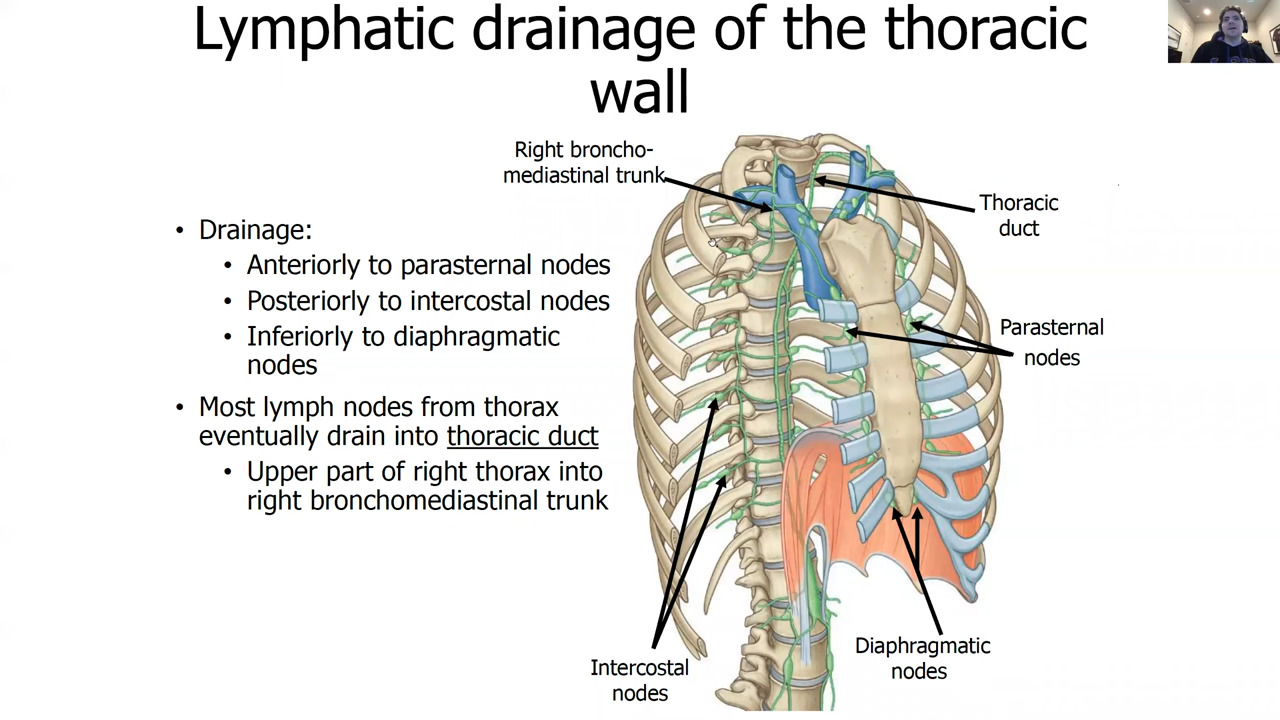 Lymphatic drainage of the thoracic
wall
Right broncho-
mediastinal trunk
Thoracic
duct
• Drainage:
• Anteriorly to parasternal nodes
• Posteriorly to intercostal nodes
• Inferiorly to diaphragmatic
nodes
• Most lymph nodes from thorax
eventually drain into thoracic duct
• Upper part of right thorax into
right bronchomediastinal trunk
Parasternal
nodes
Diaphragmatic
nodes
Intercostal
nodes